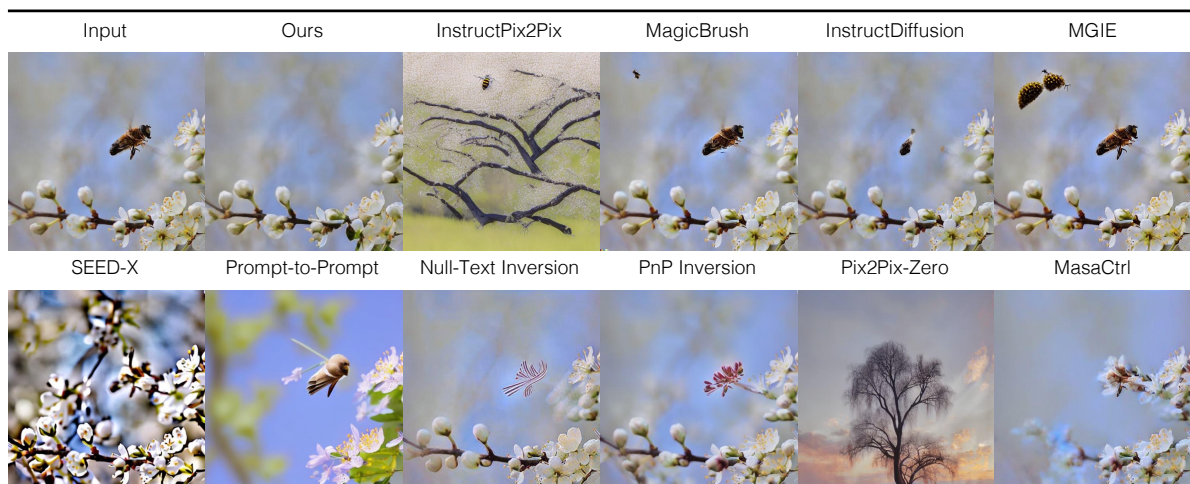 Input Ours InstructPix2Pix MagicBrush InstructDiffusion MGIE
SEED-X Prompt-to-Prompt Null-Text Inversion PnP Inversion Pix2Pix-Zero MasaCtrl